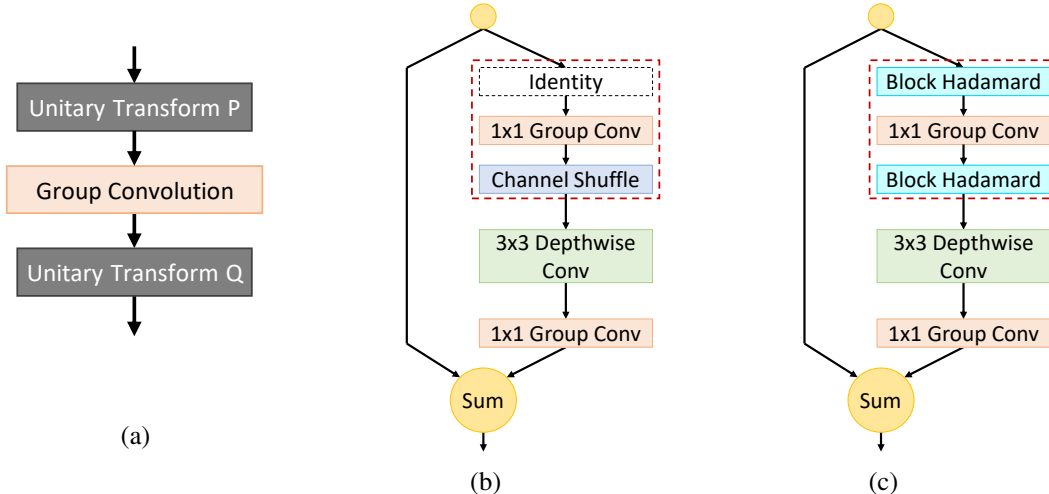 Unitary Transform P
Group Convolution
Unitary Transform Q
(a)
Identity
1x1 Group Conv
Channel Shuffle
3x3 Depthwise
Conv
1x1 Group Conv
Sum
(b)
Block Hadamard
1x1 Group Conv
Block Hadamard
3x3 Depthwise
Conv
1x1 Group Conv
Sum
(c)